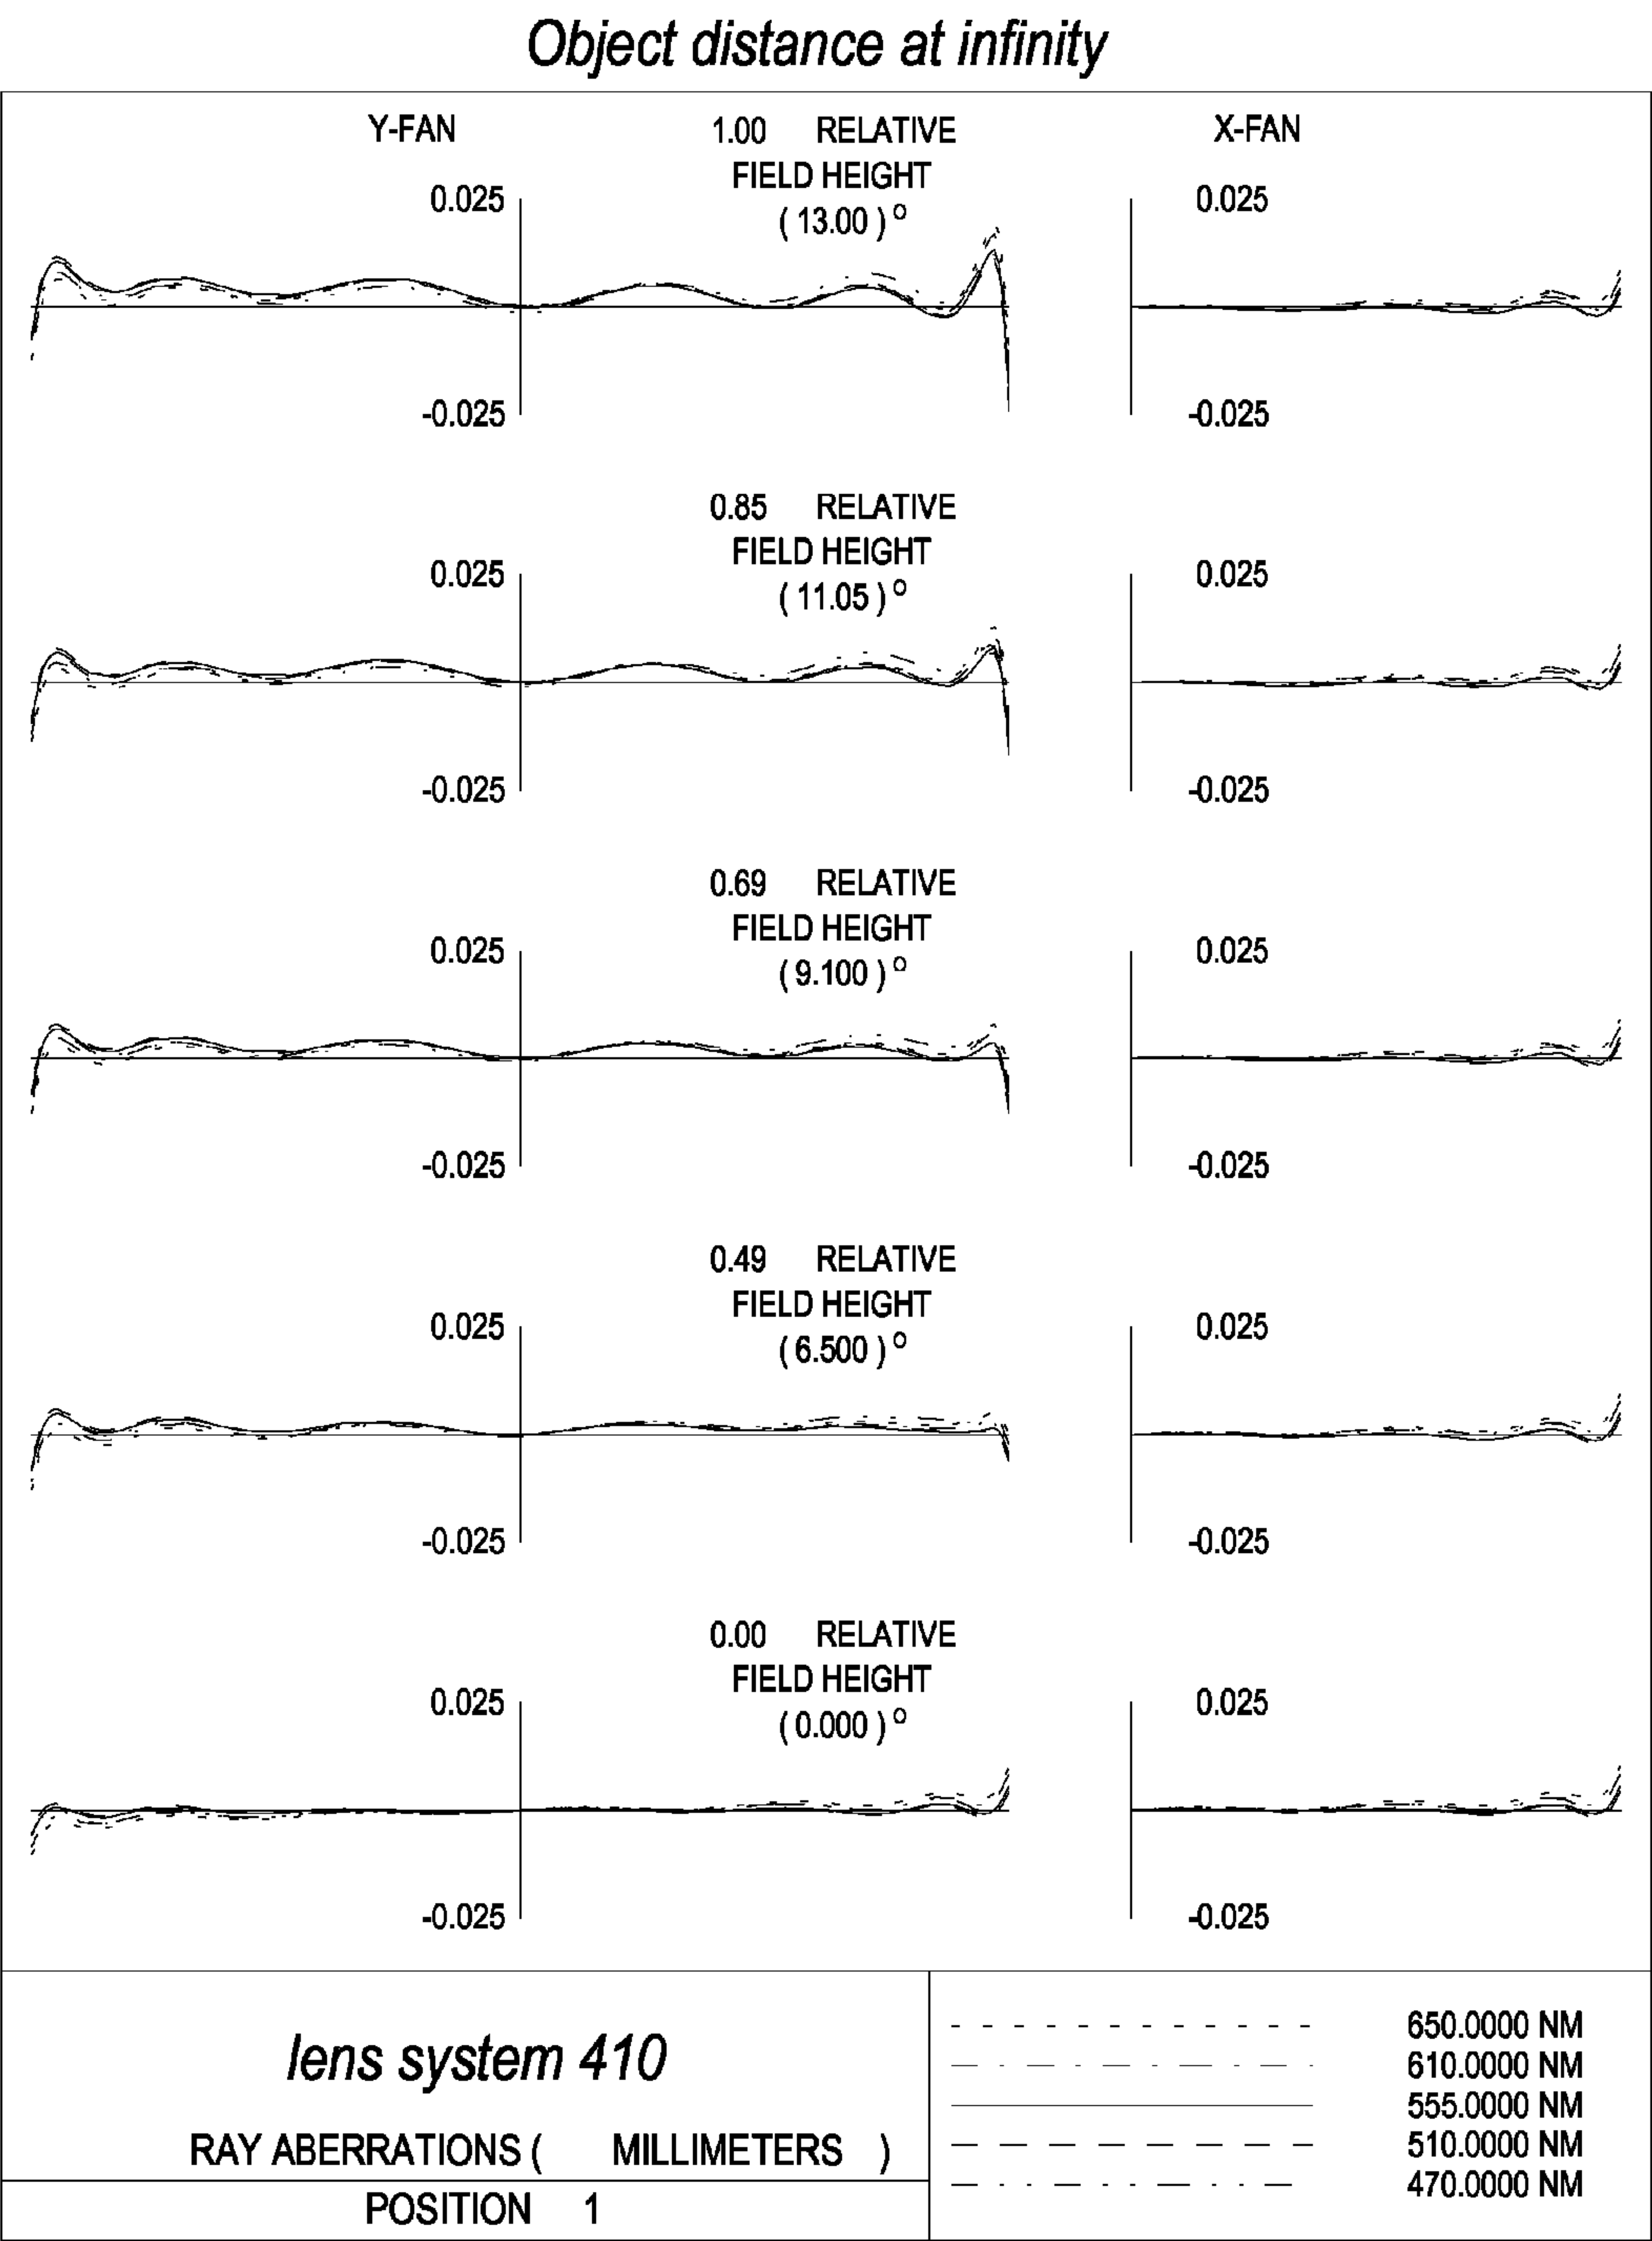 Object distance at infinity
Y-FAN 1.00 RELATIVE X-FAN
FIELD HEIGHT
0.025 ( 13.00 ) O 0.025
-0.025 -0.025
0.85 RELATIVE
FIELD HEIGHT
0.025 ( 11.05 ) O 0.025
-0.025 -0.025
0.69 RELATIVE
FIELD HEIGHT
0.025 ( 9.100 ) O 0.025
-0.025 -0.025
0.49 RELATIVE
FIELD HEIGHT
0.025 ( 6.500 ) O 0.025
-0.025 -0.025
0.00 RELATIVE
FIELD HEIGHT
0.025 ( 0.000 ) O 0.025
-0.025 -0.025
lens system 410
RAY ABERRATIONS ( MILLIMETERS )
POSITION 1
650.0000 NM
610.0000 NM
555.0000 NM
510.0000 NM
470.0000 NM